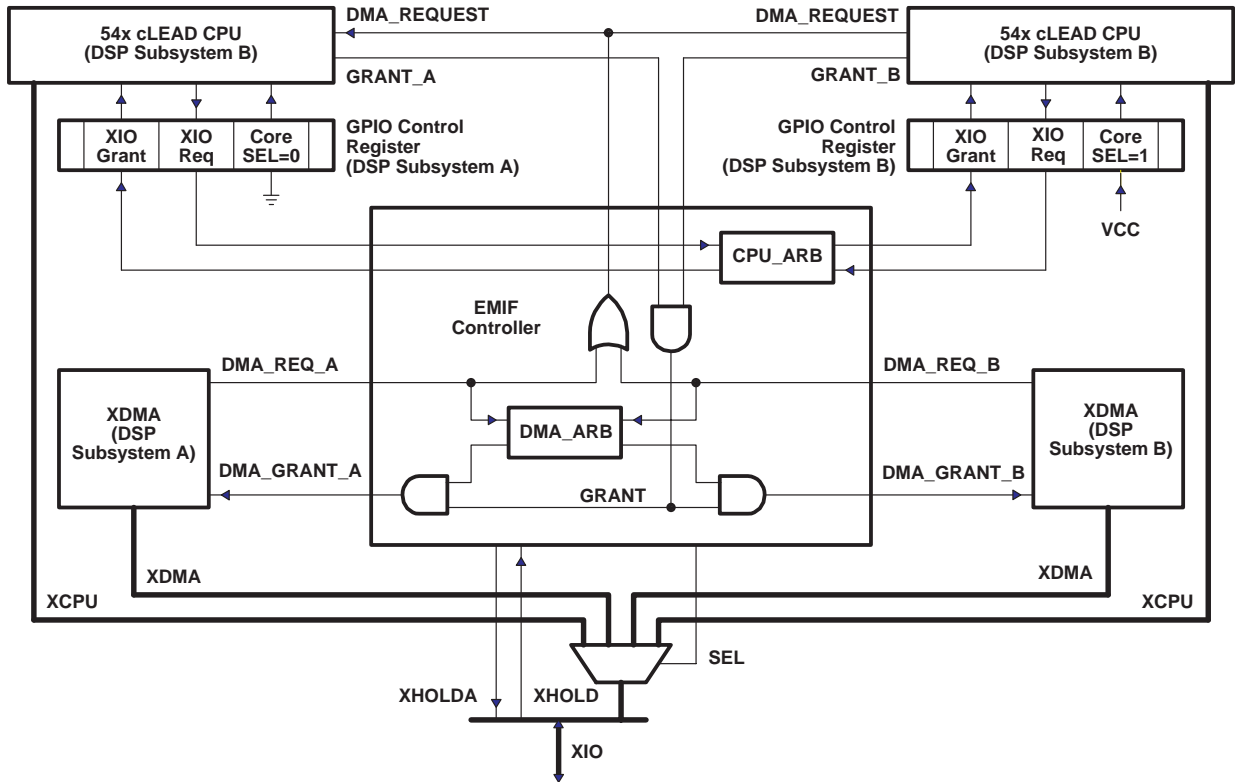 DMA_REQUEST
DMA_REQUEST
54x cLEAD CPU
(DSP Subsystem B)
54x cLEAD CPU
(DSP Subsystem B)
GRANT_A
GRANT_B
XIO
Grant
XIO
Req
Core
SEL=0
GPIO Control
Register
(DSP Subsystem A)
GPIO Control
Register
(DSP Subsystem B)
XIO
Grant
XIO
Req
Core
SEL=1
VCC
CPU_ARB
EMIF
Controller
DMA_REQ_A
DMA_REQ_B
XDMA
(DSP
Subsystem A)
DMA_ARB
XDMA
(DSP
Subsystem B)
DMA_GRANT_A
GRANT
DMA_GRANT_B
XDMA
XDMA
XCPU
XCPU
SEL
XHOLDA
XHOLD
XIO